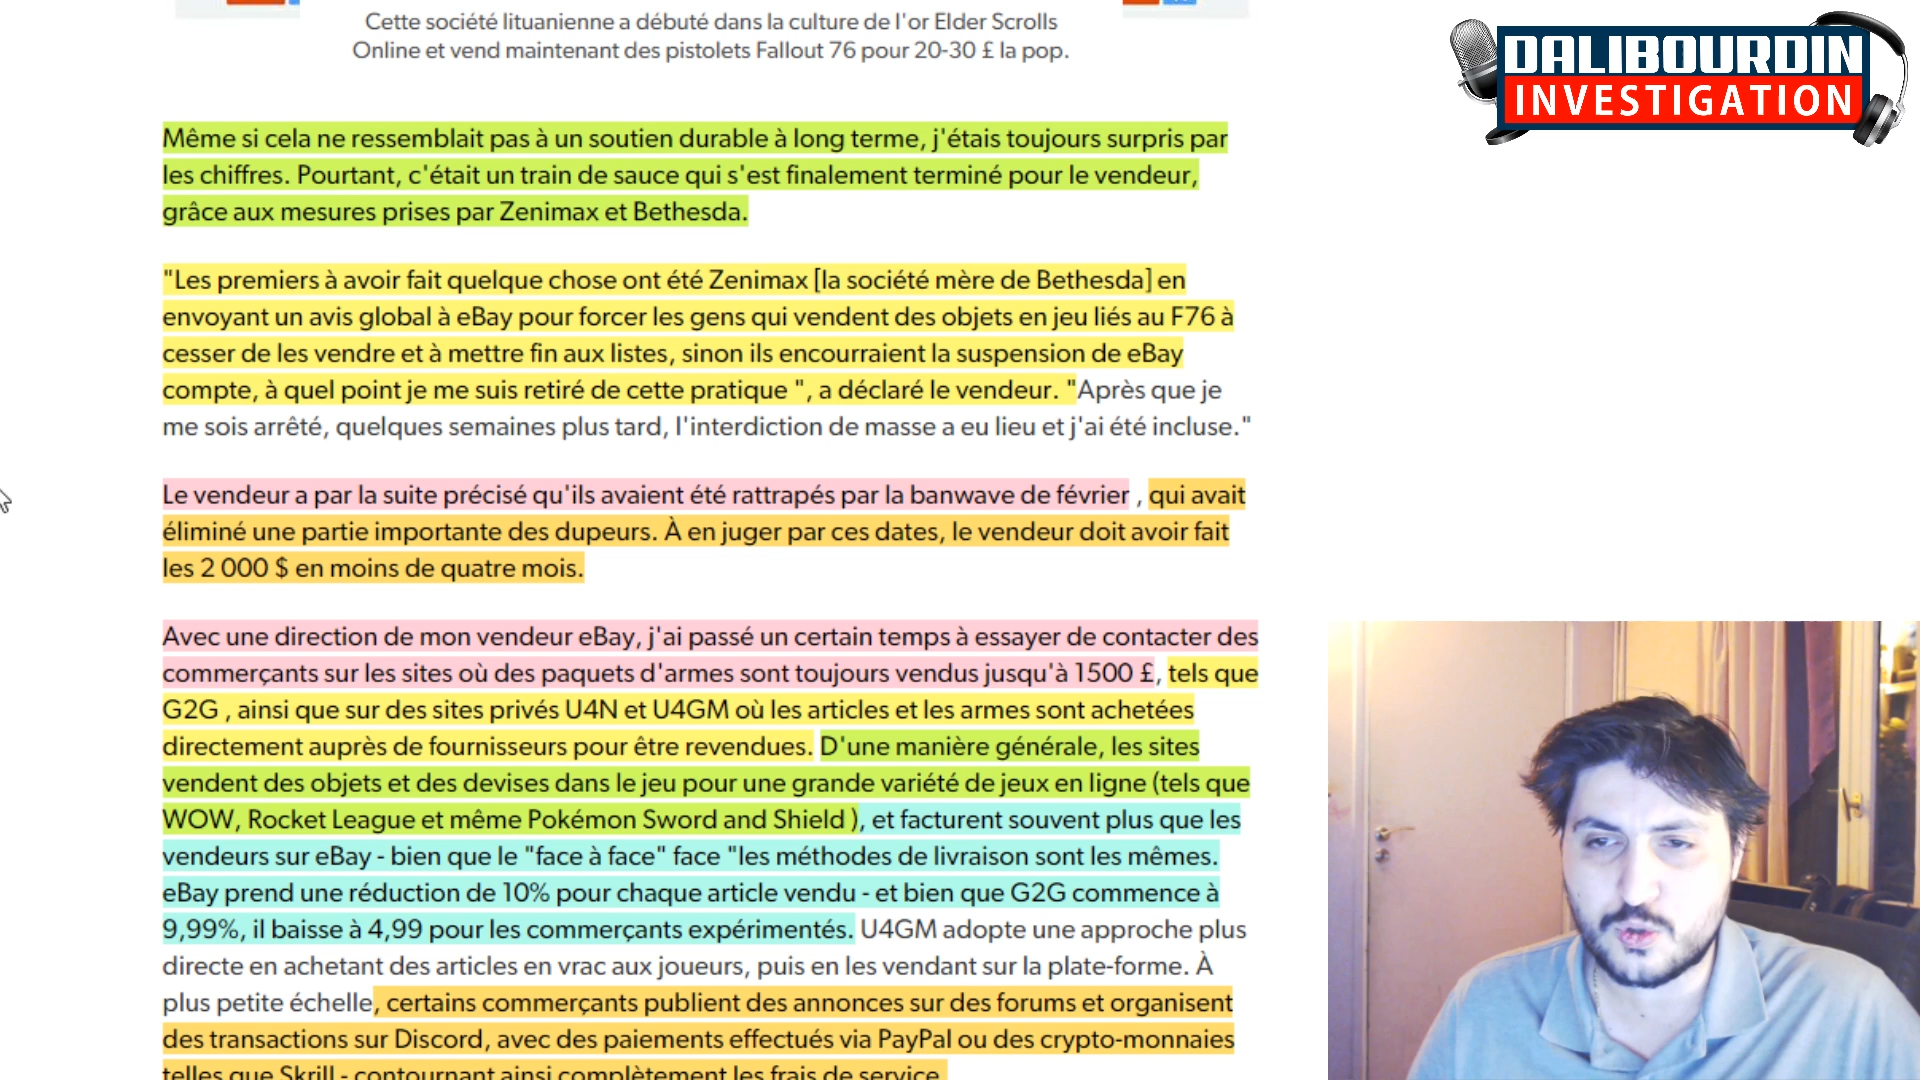 Cette société lituanienne a débuté dans la culture de l'or Elder Scrolls
Online et vend maintenant des pistolets Fallout 76 pour 20-30 £ la pop.
DALIBOURDIN
INVESTIGATION
Même si cela ne ressemblait pas à un soutien durable à long terme, j'étais toujours surpris par
les chiffres. Pourtant, c'était un train de sauce qui s'est finalement terminé pour le vendeur,
grâce aux mesures prises par Zenimax et Bethesda.
"Les premiers à avoir fait quelque chose ont été Zenimax [la société mère de Bethesda] en
envoyant un avis global à eBay pour forcer les gens qui vendent des objets en jeu liés au F76 à
cesser de les vendre et à mettre fin aux listes, sinon ils encourraient la suspension de eBay
compte, à quel point je me suis retiré de cette pratique ", a déclaré le vendeur. "Après que je
me sois arrêté, quelques semaines plus tard, l'interdiction de masse a eu lieu et j'ai été incluse."
Le vendeur a par la suite précisé qu'ils avaient été rattrapés par la banwave de février , qui avait
éliminé une partie importante des dupeurs. À en juger par ces dates, le vendeur doit avoir fait
les 2 000 $ en moins de quatre mois.
Avec une direction de mon vendeur eBay, j'ai passé un certain temps à essayer de contacter des
commerçants sur les sites où des paquets d'armes sont toujours vendus jusqu'à 1500 £, tels que
G2G , ainsi que sur des sites privés U4N et U4GM où les articles et les armes sont achetées
directement auprès de fournisseurs pour être revendues. D'une manière générale, les sites
vendent des objets et des devises dans le jeu pour une grande variété de jeux en ligne (tels que
WOW, Rocket League et même Pokémon Sword and Shield ), et facturent souvent plus que les
vendeurs sur eBay - bien que le "face à face" face "les méthodes de livraison sont les mêmes.
eBay prend une réduction de 10% pour chaque article vendu - et bien que G2G commence à
9,99%, il baisse à 4,99 pour les commerçants expérimentés. U4GM adopte une approche plus
directe en achetant des articles en vrac aux joueurs, puis en les vendant sur la plate-forme. À
plus petite échelle, certains commerçants publient des annonces sur des forums et organisent
des transactions sur Discord, avec des paiements effectués via PayPal ou des crypto-monnaies
telles que Skrill - contournant ainsi complètement les frais de service.